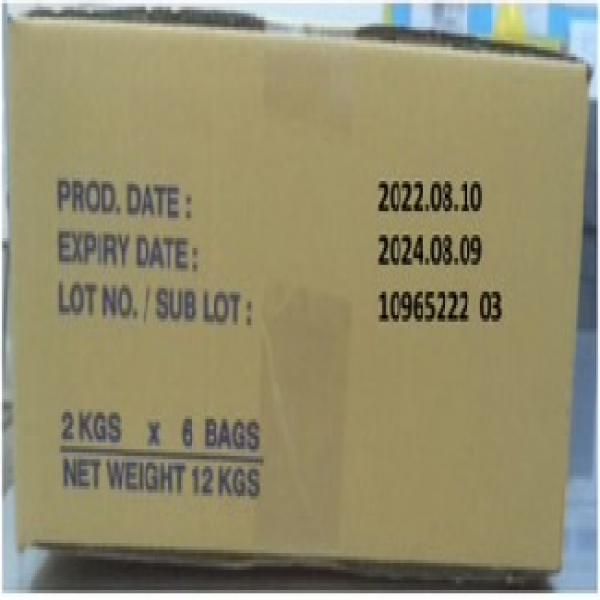 PROD. DATE : 2022.08.10
EXPIRY DATE : 2024.08.09
LOT NO. / SUB LOT : 10965222 03
2 KGS x 6 BAGS
NET WEIGHT 12 KGS